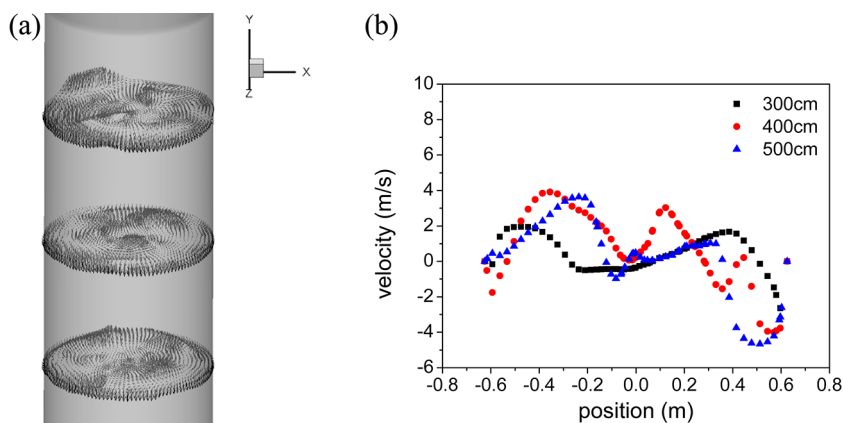 (a)
Y
X
Z
(b)
velocity (m/s)
10
8
6
4
2
0
-2
-4
-6
300cm
400cm
500cm
-0.8 -0.6 -0.4 -0.2 0.0 0.2 0.4 0.6 0.8
position (m)